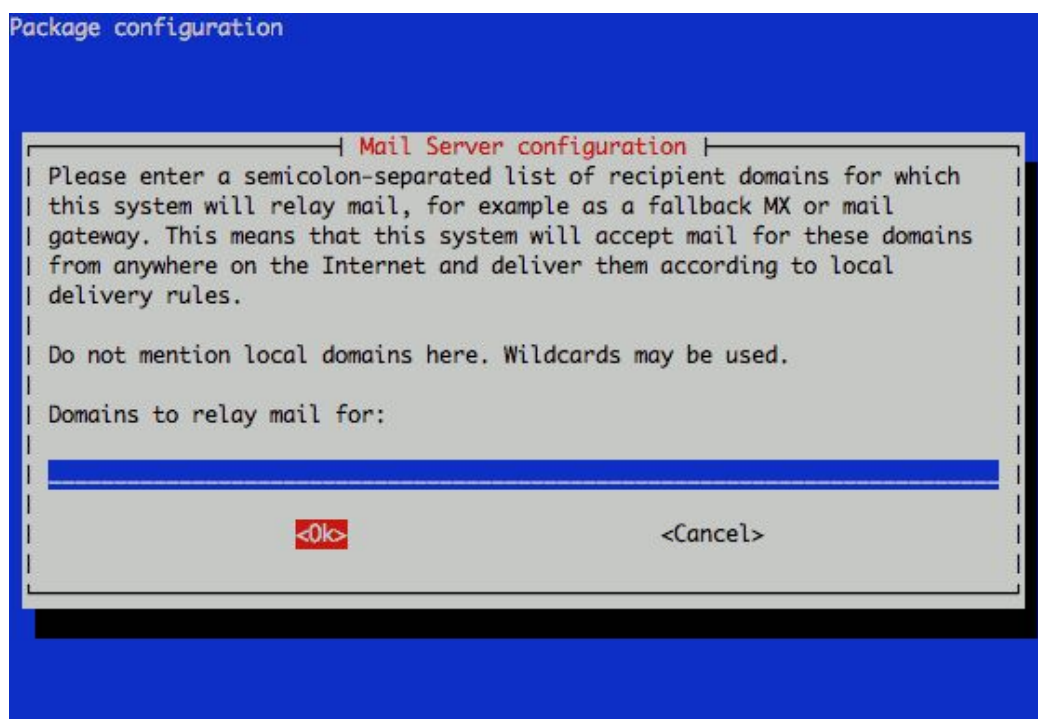 Package configuration
Mail Server configuration
Please enter a semicolon-separated list of recipient domains for which
this system will relay mail, for example as a fallback MX or mail
gateway. This means that this system will accept mail for these domains
from anywhere on the Internet and deliver them according to local
delivery rules.
Do not mention local domains here. Wildcards may be used.
Domains to relay mail for:
<Ok> <Cancel>